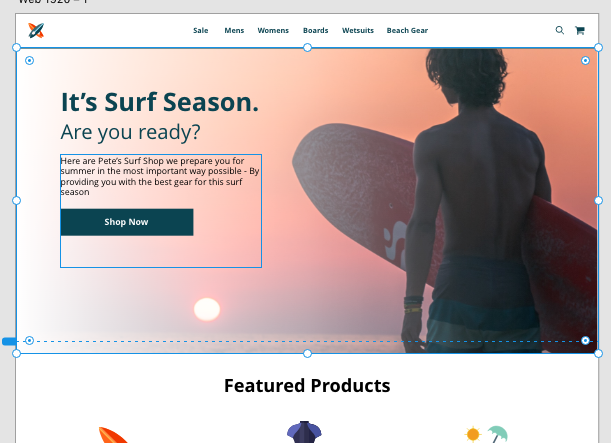 Web 1920 – 1
Sale Mens Womens Boards Wetsuits Beach Gear
It's Surf Season.
Are you ready?
Here are Pete's Surf Shop we prepare you for
summer in the most important way possible - By
providing you with the best gear for this surf
season
Shop Now
Featured Products